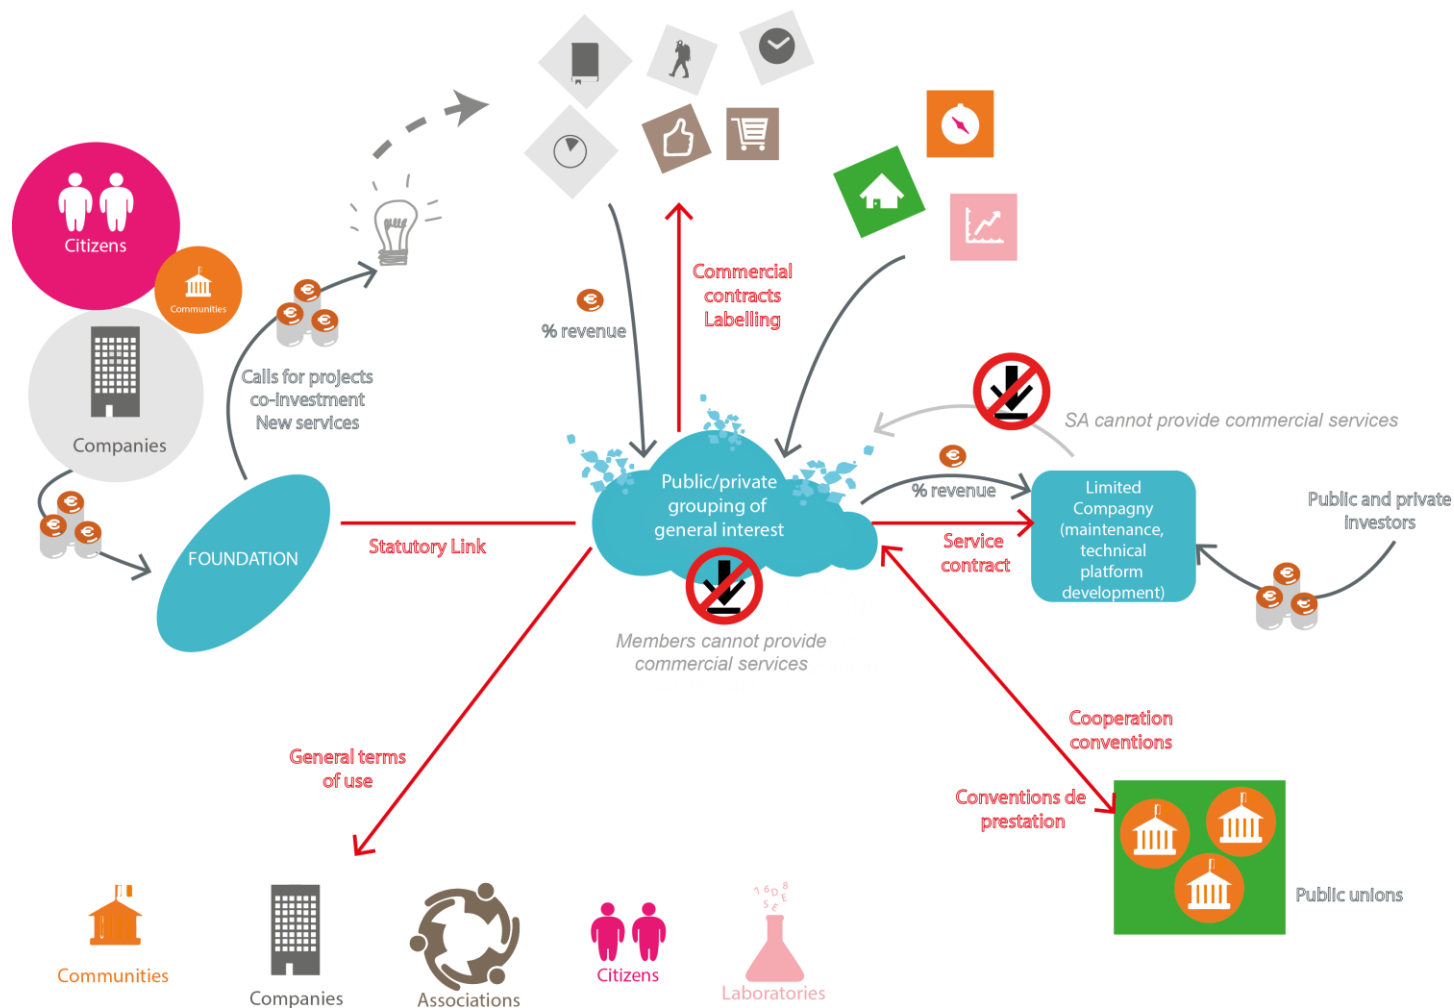 Citizens
Communities
Companies
Calls for projects
co-investment
New services
% revenue
Commercial
contracts
Labelling
SA cannot provide commercial services
Public/private
grouping of
general interest
% revenue
Limited
Compagny
(maintenance,
technical
platform
development)
Public and private
investors
FOUNDATION
Statutory Link
Service
contract
Members cannot provide
commercial services
General terms
of use
Cooperation
conventions
Conventions de
prestation
Public unions
Communities
Companies
Associations
Citizens
7 6 D 8
S E E
Laboratories